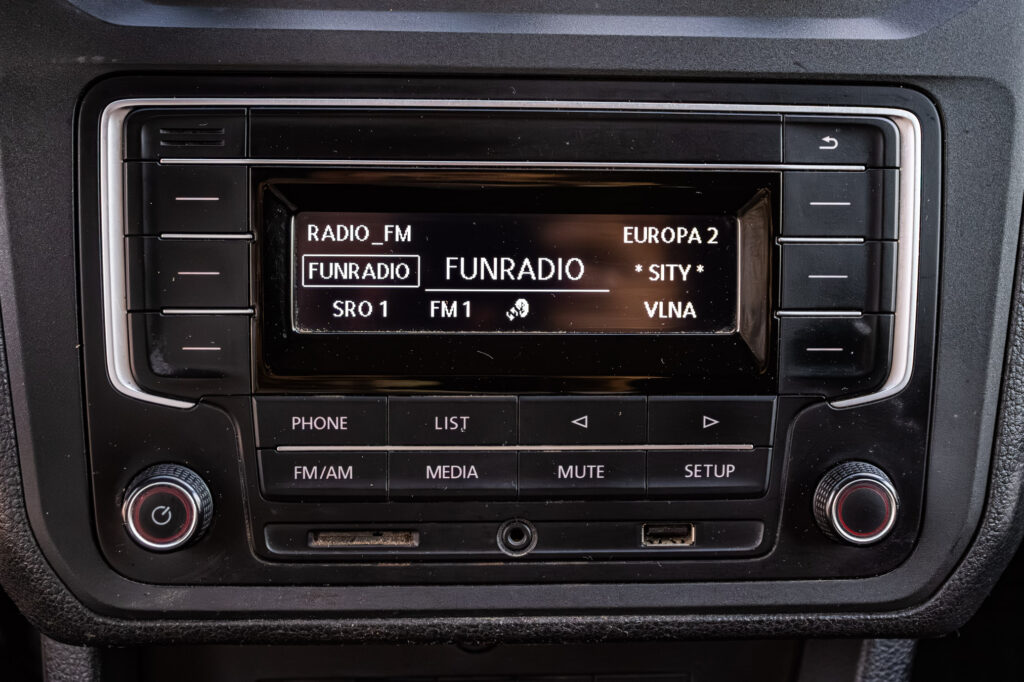 RADIO_FM EUROPA 2
FUNRADIO FUNRADIO * SITY *
SRO 1 FM 1 VLNA
PHONE LIST
FM/AM MEDIA MUTE SETUP